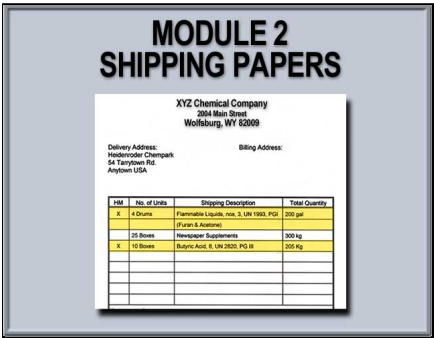 MODULE 2
SHIPPING PAPERS
XYZ Chemical Company
2004 Main Street
Wolfsburg, WY 82009
Delivery Address: Billing Address:
Heidenroder Chempark
54 Tarrytown Rd.
Anytown USA
HM No. of Units Shipping Description Total Quantity
X 4 Drums Flammable Liquids, nos, 3, UN 1993, PGI 200 gal
(Furan & Acetone)
25 Boxes Newspaper Supplements 300 kg
X 10 Boxes Butyric Acid, 8, UN 2820, PG III 205 Kg